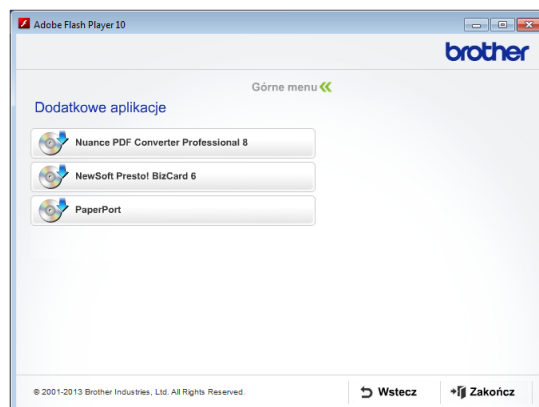 Adobe Flash Player 10
brother
Górne menu
Dodatkowe aplikacje
Nuance PDF Converter Professional 8
NewSoft Presto! BizCard 6
PaperPort
© 2001-2013 Brother Industries, Ltd. All Rights Reserved.
Wstecz
Zakończ